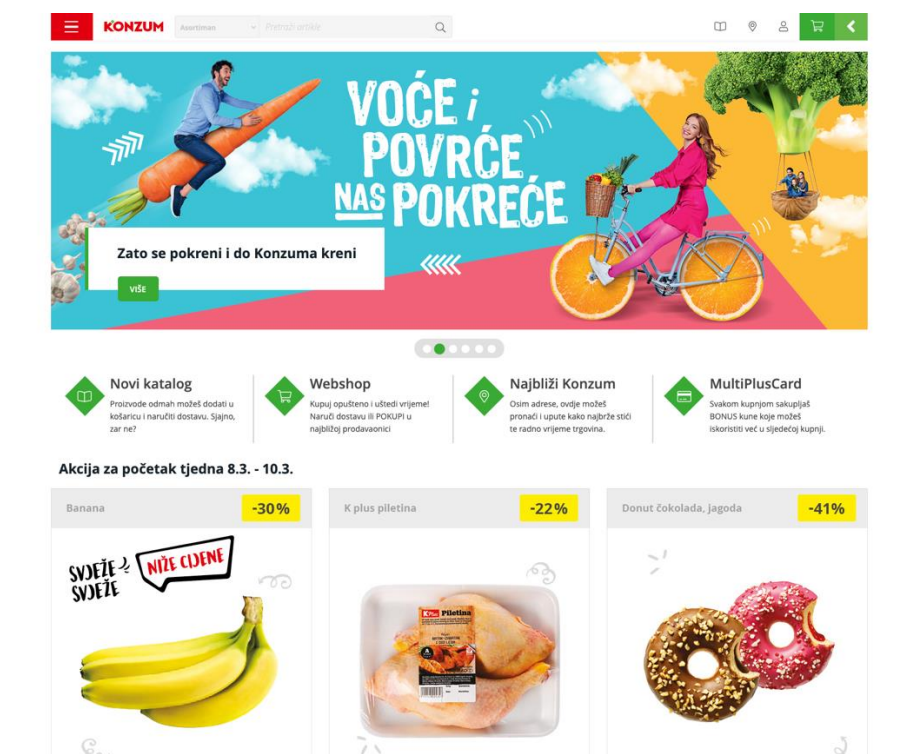 KONZUM
Asortiman
Pretraži artikle
VOĆE i
POVRĆE
NAS POKREĆE
Zato se pokreni i do Konzuma kreni
VIŠE
Novi katalog
Proizvode odmah možeš dodati u
košaricu i naručiti dostavu. Sjajno,
zar ne?
Webshop
Kupuj opušteno i uštedi vrijeme!
Naruči dostavu ili POKUPI u
najbližoj prodavaonici
Najbliži Konzum
Osim adrese, ovdje možeš
pronaći i upute kako najbrže stići
te radno vrijeme trgovina.
MultiPlusCard
Svakom kupnjom sakupljaš
BONUS kune koje možeš
iskoristiti već u sljedećoj kupnji.
Akcija za početak tjedna 8.3. - 10.3.
Banana
-30%
K plus piletina
-22%
Donut čokolada, jagoda
-41%
SVJEŽE
SVJEŽE
NIŽE CIJENE
K Plus Piletina